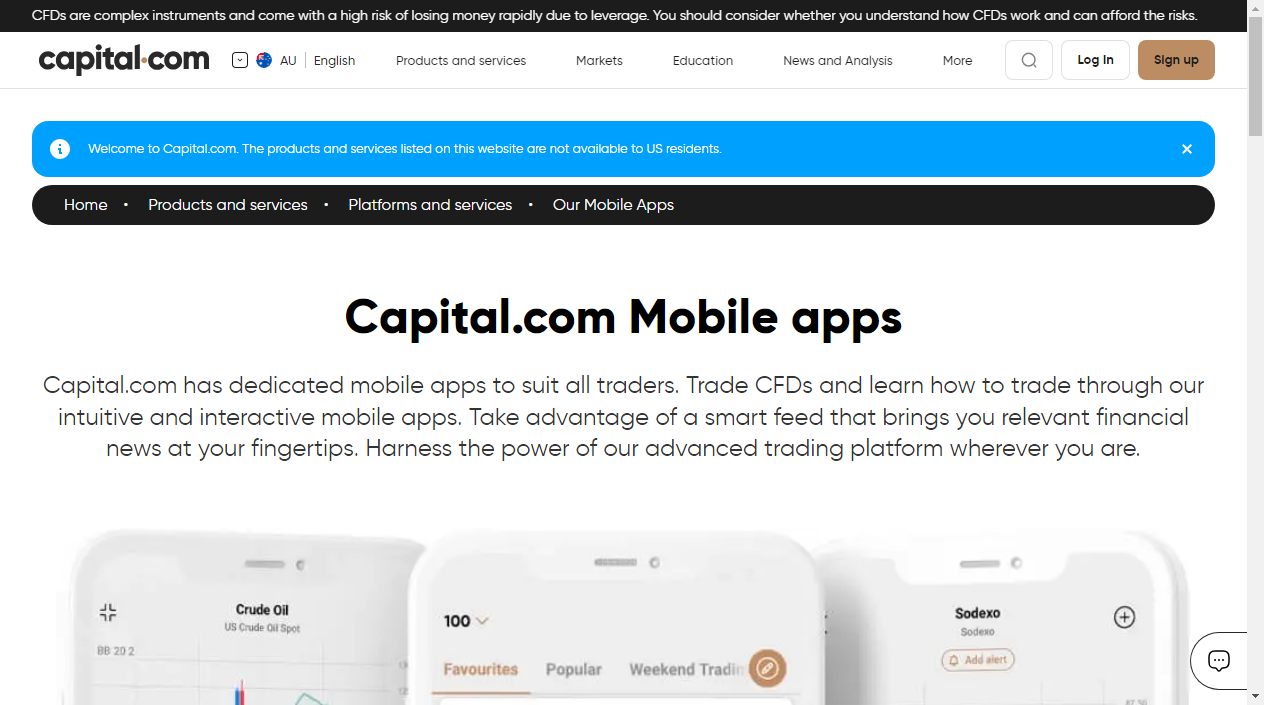 CFDs are complex instruments and come with a high risk of losing money rapidly due to leverage. You should consider whether you understand how CFDs work and can afford the risks.
capital.com
AU English
Products and services
Markets
Education
News and Analysis
More
Log In
Sign up
Welcome to Capital.com. The products and services listed on this website are not available to US residents.
Home • Products and services • Platforms and services • Our Mobile Apps
Capital.com Mobile apps
Capital.com has dedicated mobile apps to suit all traders. Trade CFDs and learn how to trade through our
intuitive and interactive mobile apps. Take advantage of a smart feed that brings you relevant financial
news at your fingertips. Harness the power of our advanced trading platform wherever you are.
Crude Oil
US Crude Oil Spot
BB 20 2
100
Favourites Popular Weekend
Sodexo
Sodexo
Add alert